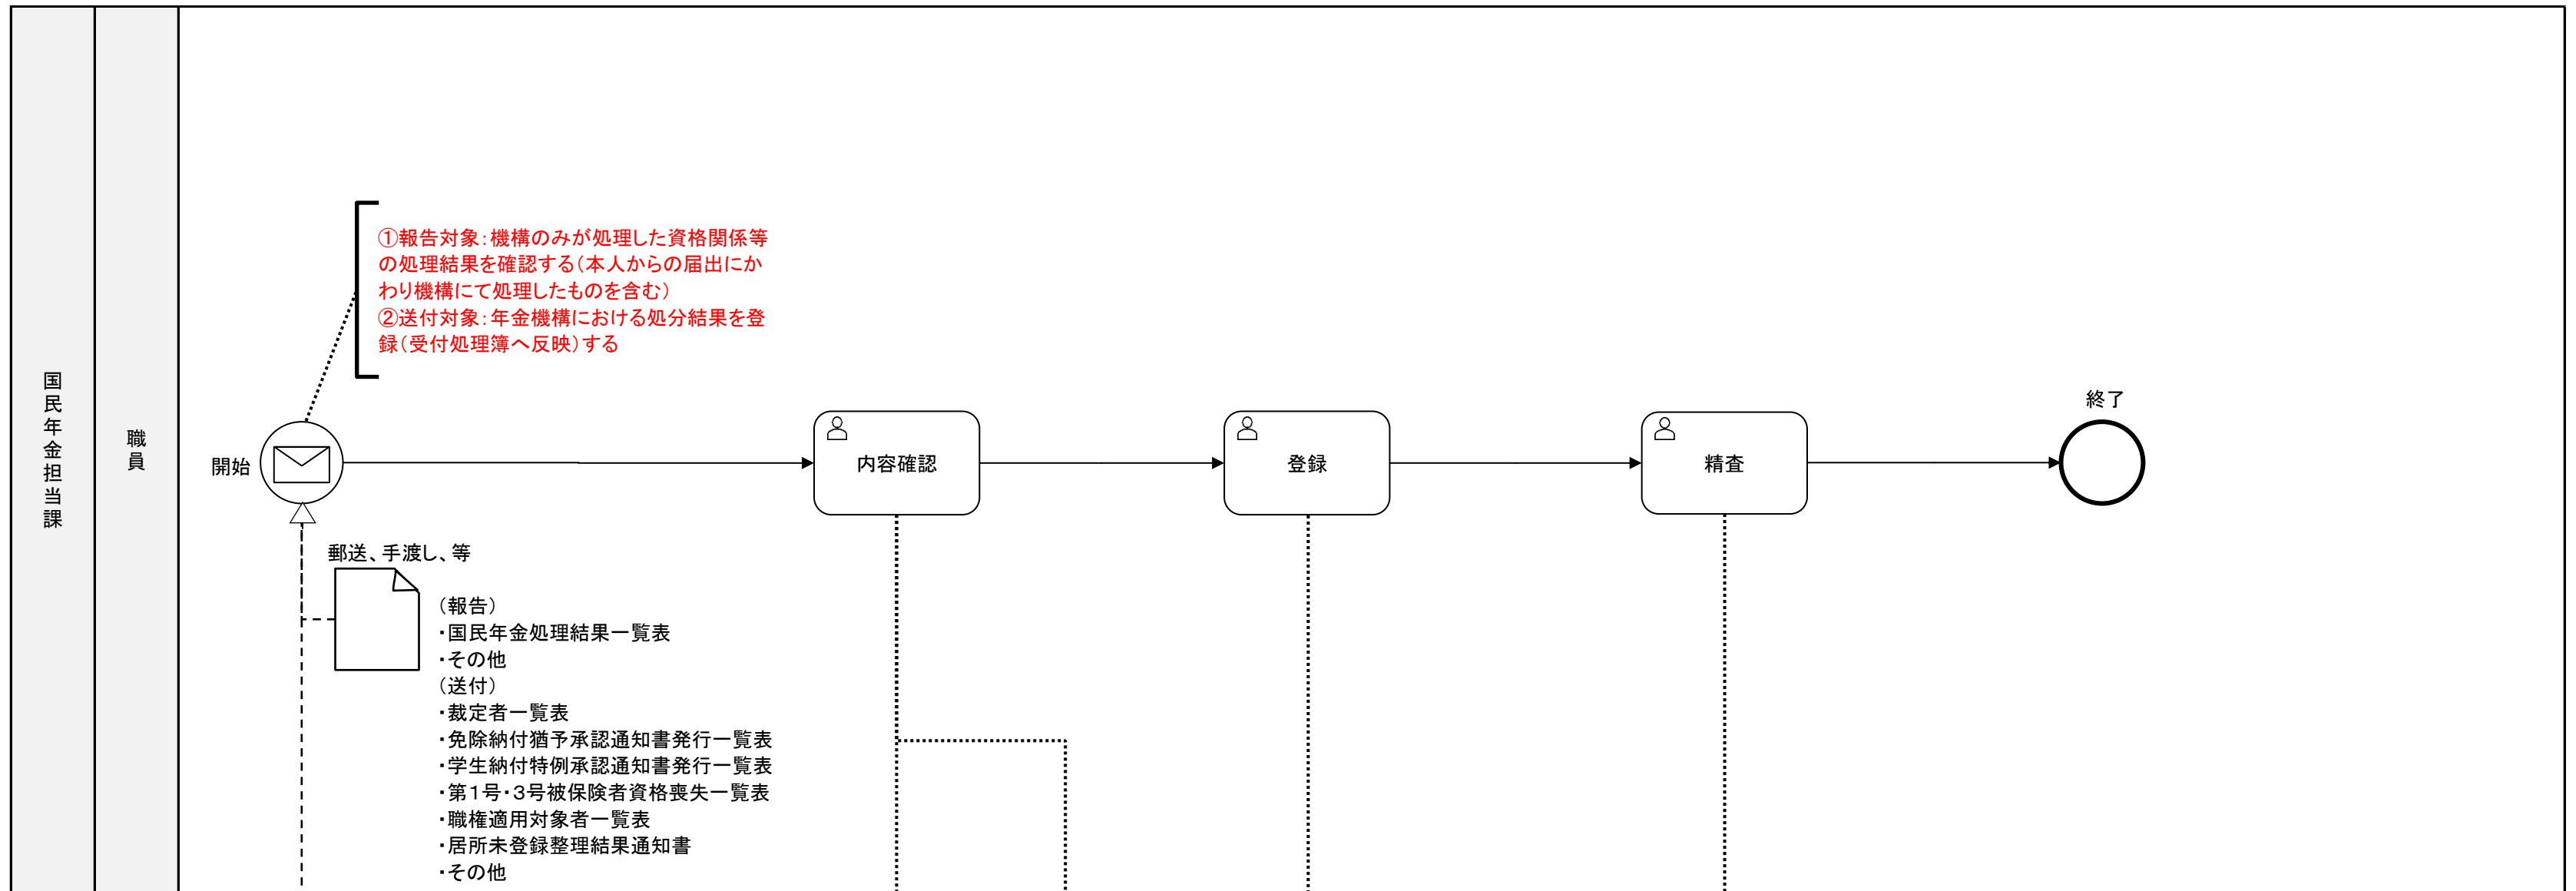 国民年金担当課
職員
①報告対象：機構のみが処理した資格関係等
の処理結果を確認する（本人からの届出にか
わり機構にて処理したものを含む）
②送付対象：年金機構における処分結果を登
録（受付処理簿へ反映）する
開始
内容確認
登録
精査
終了
郵送、手渡し、等
（報告）
・国民年金処理結果一覧表
・その他
（送付）
・裁定者一覧表
・免除納付猶予承認通知書発行一覧表
・学生納付特例承認通知書発行一覧表
・第１号・３号被保険者資格喪失一覧表
・職権適用対象者一覧表
・居所未登録整理結果通知書
・その他